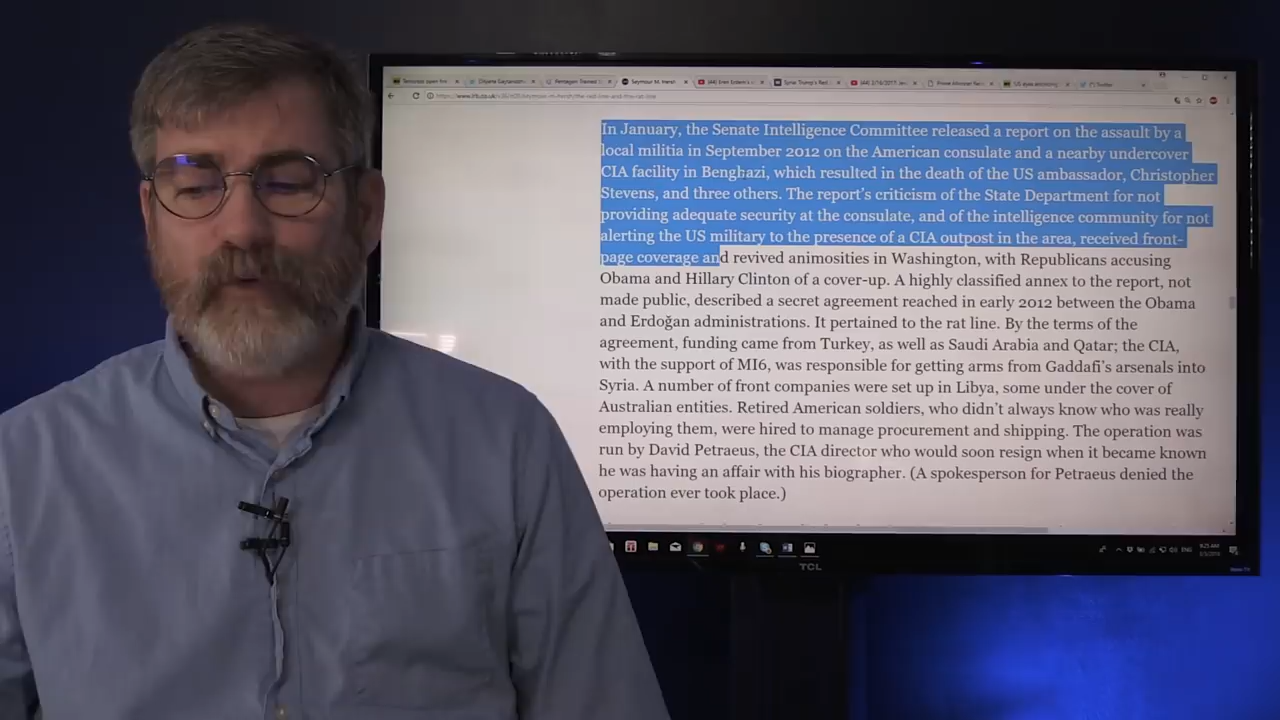 Seymour M. Hersh
In January, the Senate Intelligence Committee released a report on the assault by a
local militia in September 2012 on the American consulate and a nearby undercover
CIA facility in Benghazi, which resulted in the death of the US ambassador, Christopher
Stevens, and three others. The report's criticism of the State Department for not
providing adequate security at the consulate, and of the intelligence community for not
alerting the US military to the presence of a CIA outpost in the area, received front-
page coverage and revived animosities in Washington, with Republicans accusing
Obama and Hillary Clinton of a cover-up. A highly classified annex to the report, not
made public, described a secret agreement reached in early 2012 between the Obama
and Erdoğan administrations. It pertained to the rat line. By the terms of the
agreement, funding came from Turkey, as well as Saudi Arabia and Qatar; the CIA,
with the support of MI6, was responsible for getting arms from Gaddafi's arsenals into
Syria. A number of front companies were set up in Libya, some under the cover of
Australian entities. Retired American soldiers, who didn't always know who was really
employing them, were hired to manage procurement and shipping. The operation was
run by David Petraeus, the CIA director who would soon resign when it became known
he was having an affair with his biographer. (A spokesperson for Petraeus denied the
operation ever took place.)
ENG
TCL